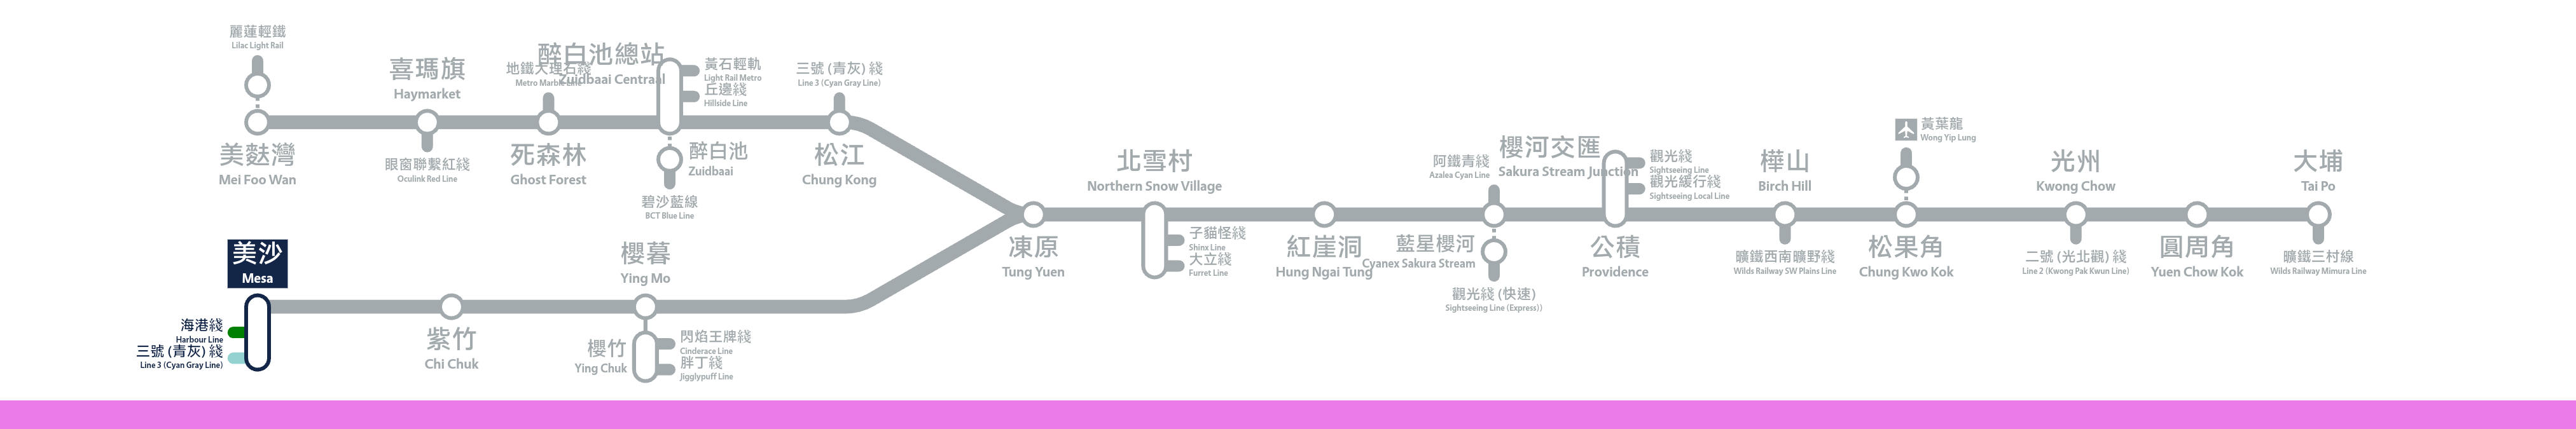 麗蓮輕鐵
Lilac Light Rail
美麩灣
Mei Foo Wan
喜瑪旗
Haymarket
眼窗聯繫紅綫
Oculink Red Line
地鐵大理石綫
Metro Marble Line
死森林
Ghost Forest
醉白池總站
Zuidbaai Centraal
黃石輕軌
Light Rail Metro
丘邊綫
Hillside Line
醉白池
Zuidbaai
碧沙藍線
BCT Blue Line
三號 (青灰) 綫
Line 3 (Cyan Gray Line)
松江
Chung Kong
美沙
Mesa
海港綫
Harbour Line
三號 (青灰) 綫
Line 3 (Cyan Gray Line)
紫竹
Chi Chuk
櫻暮
Ying Mo
櫻竹
Ying Chuk
閃焰王牌綫
Cinderace Line
胖丁綫
Jigglypuff Line
凍原
Tung Yuen
北雪村
Northern Snow Village
子貓怪綫
Shinx Line
大立綫
Furret Line
紅崖洞
Hung Ngai Tung
阿鐵青綫
Azalea Cyan Line
藍星櫻河
Cyanex Sakura Stream
觀光綫 (快速)
Sightseeing Line (Express))
櫻河交匯
Sakura Stream Junction
觀光綫
Sightseeing Line
觀光緩行綫
Sightseeing Local Line
公積
Providence
樺山
Birch Hill
曠鐵西南曠野綫
Wilds Railway SW Plains Line
黃葉龍
Wong Yip Lung
松果角
Chung Kwo Kok
光州
Kwong Chow
二號 (光北觀) 綫
Line 2 (Kwong Pak Kwun Line)
圓周角
Yuen Chow Kok
大埔
Tai Po
曠鐵三村線
Wilds Railway Mimura Line